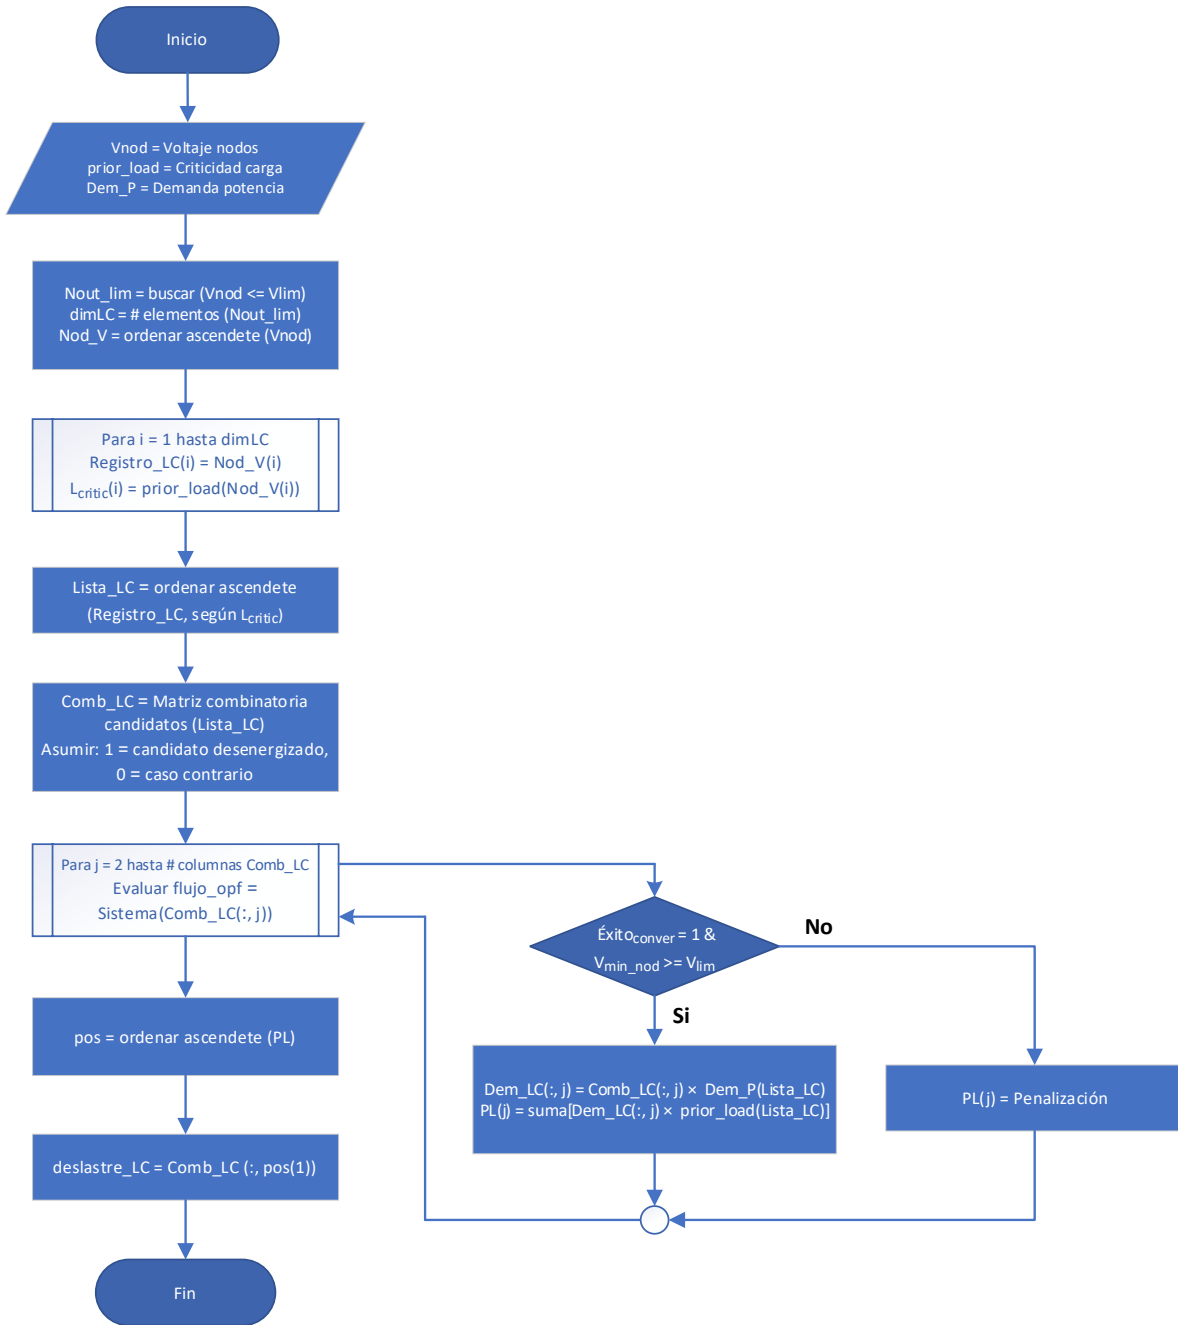 Inicio
Vnod = Voltaje nodos
prior_load = Criticidad carga
Dem_P = Demanda potencia
Nout_lim = buscar (Vnod <= Vlim)
dimLC = # elementos (Nout_lim)
Nod_V = ordenar ascendete (Vnod)
Para i = 1 hasta dimLC
Registro_LC(i) = Nod_V(i)
Lcritic(i) = prior_load(Nod_V(i))
Lista_LC = ordenar ascendete
(Registro_LC, según Lcritic)
Comb_LC = Matriz combinatoria
candidatos (Lista_LC)
Asumir: 1 = candidato desenergizado,
0 = caso contrario
Para j = 2 hasta # columnas Comb_LC
Evaluar flujo_opf =
Sistema(Comb_LC(:, j))
Éxitoconver = 1 &
Vmin_nod >= Vlim
No
Si
Dem_LC(:, j) = Comb_LC(:, j) × Dem_P(Lista_LC)
PL(j) = suma[Dem_LC(:, j) × prior_load(Lista_LC)]
PL(j) = Penalización
pos = ordenar ascendete (PL)
deslastre_LC = Comb_LC (:, pos(1))
Fin